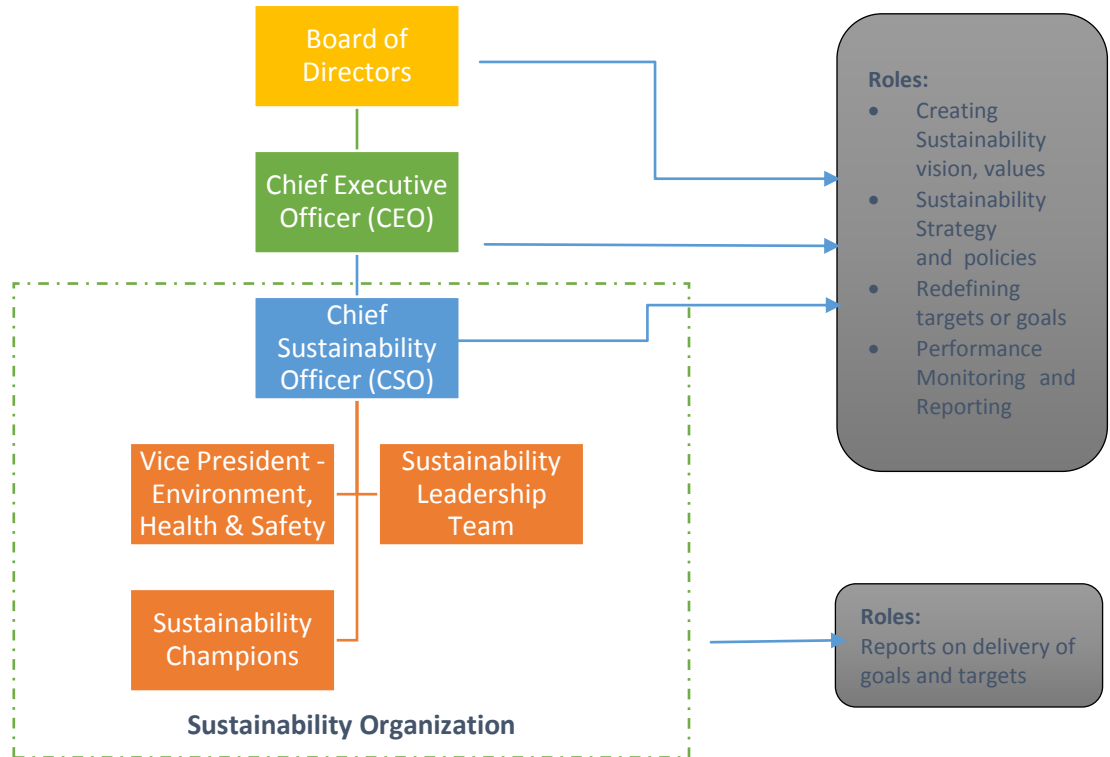 Board of
Directors
Chief Executive
Officer (CEO)
Chief
Sustainability
Officer (CSO)
Vice President -
Environment,
Health & Safety
Sustainability
Leadership
Team
Sustainability
Champions
Sustainability Organization
Roles:
• Creating
Sustainability
vision, values
• Sustainability
Strategy
and policies
• Redefining
targets or goals
• Performance
Monitoring and
Reporting
Roles:
Reports on delivery of
goals and targets